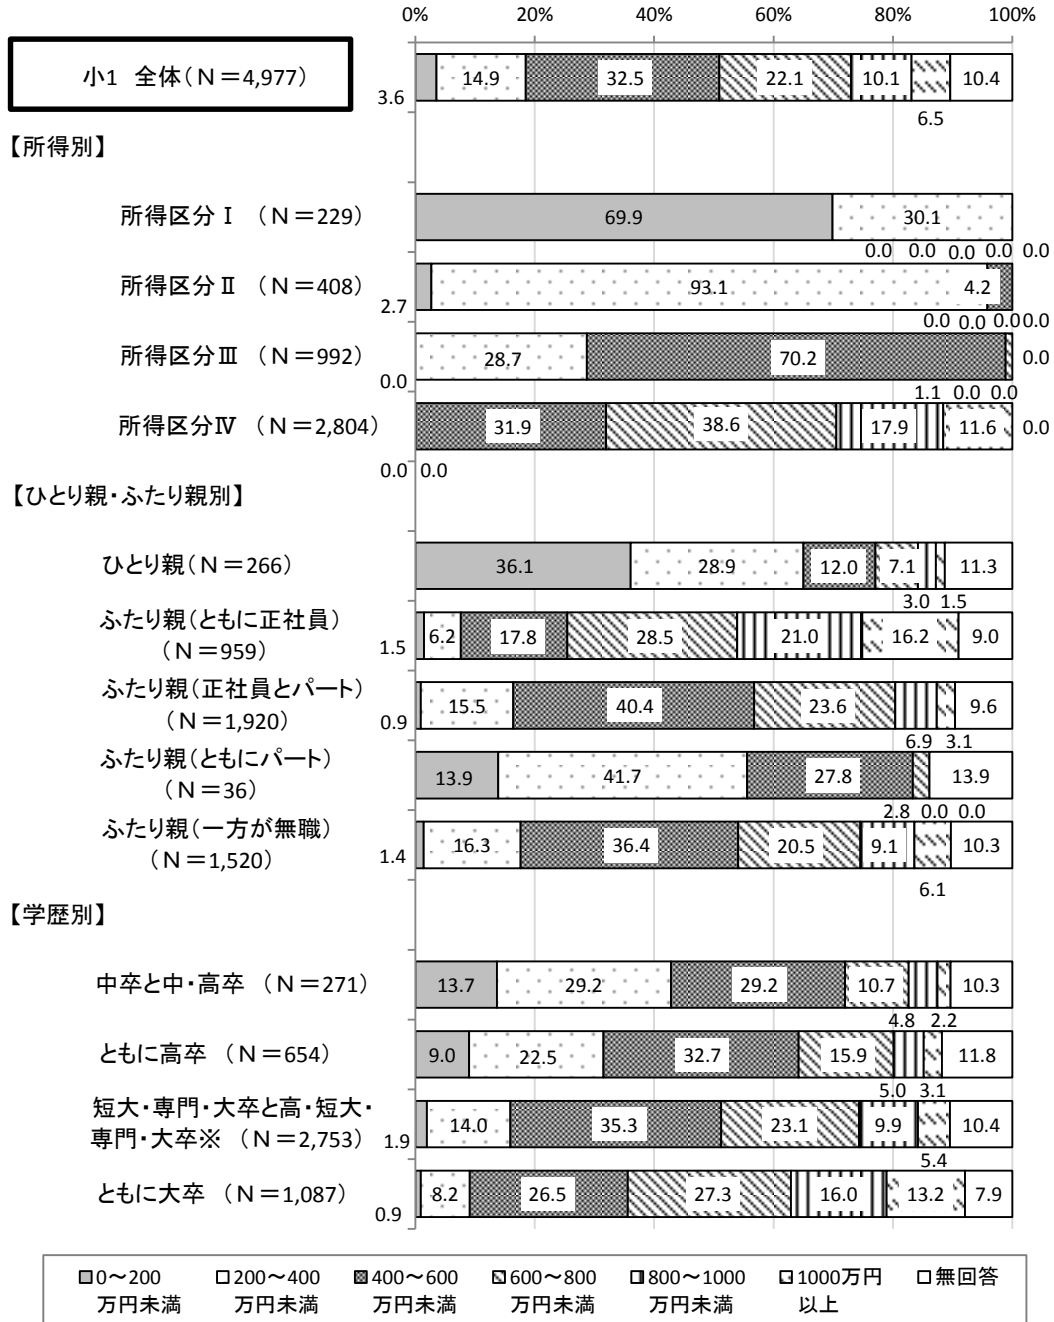 0% 20% 40% 60% 80% 100%
小1 全体(N=4,977)
14.9 32.5 22.1 10.1 10.4
3.6
6.5
【所得別】
所得区分Ⅰ (N=229)
69.9 30.1
0.0 0.0 0.0 0.0 0.0
所得区分Ⅱ (N=408)
93.1 4.2
2.7
0.0 0.0 0.0 0.0
所得区分Ⅲ (N=992)
28.7 70.2 0.0
0.0
1.1 0.0 0.0
所得区分Ⅳ (N=2,804)
31.9 38.6 17.9 11.6 0.0
0.0 0.0
【ひとり親・ふたり親別】
ひとり親(N=266)
36.1 28.9 12.0 7.1 11.3
3.0 1.5
ふたり親(ともに正社員)
(N=959)
1.5 6.2 17.8 28.5 21.0 16.2 9.0
ふたり親(正社員とパート)
(N=1,920)
0.9 15.5 40.4 23.6 9.6
6.9 3.1
ふたり親(ともにパート)
(N=36)
13.9 41.7 27.8 13.9
2.8 0.0 0.0
ふたり親(一方が無職)
(N=1,520)
1.4 16.3 36.4 20.5 9.1 10.3
6.1
【学歴別】
中卒と中・高卒 (N=271)
13.7 29.2 29.2 10.7 10.3
4.8 2.2
ともに高卒 (N=654)
9.0 22.5 32.7 15.9 11.8
5.0 3.1
短大・専門・大卒と高・短大・
専門・大卒※ (N=2,753)
1.9 14.0 35.3 23.1 9.9 10.4
5.4
ともに大卒 (N=1,087)
0.9 8.2 26.5 27.3 16.0 13.2 7.9
0~200 200~400 400~600 600~800 800~1000 1000万円 無回答
万円未満 万円未満 万円未満 万円未満 万円未満 以上